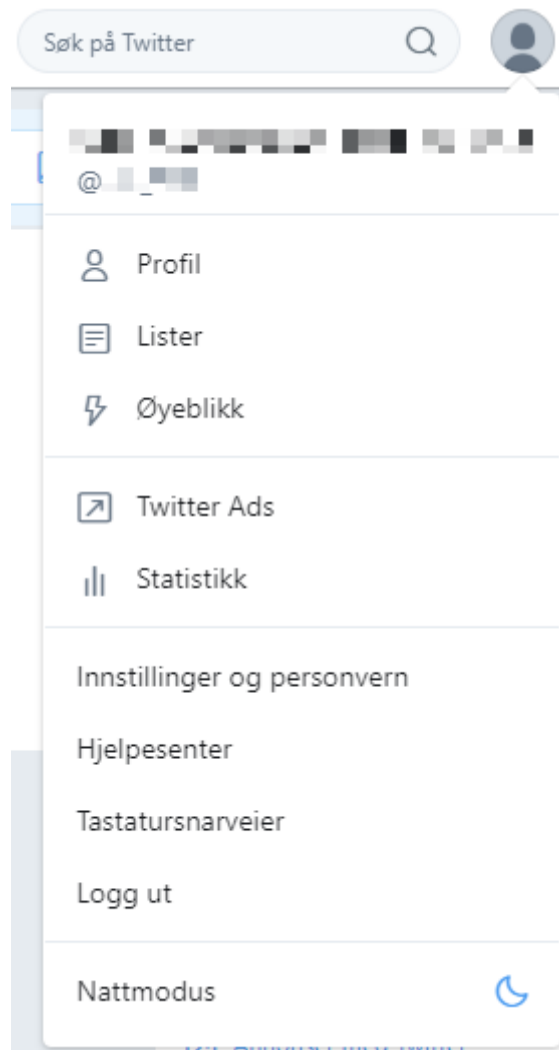 Søk på Twitter
@
Profil
Lister
Øyeblikk
Twitter Ads
Statistikk
Innstillinger og personvern
Hjelpesenter
Tastatursnarveier
Logg ut
Nattmodus